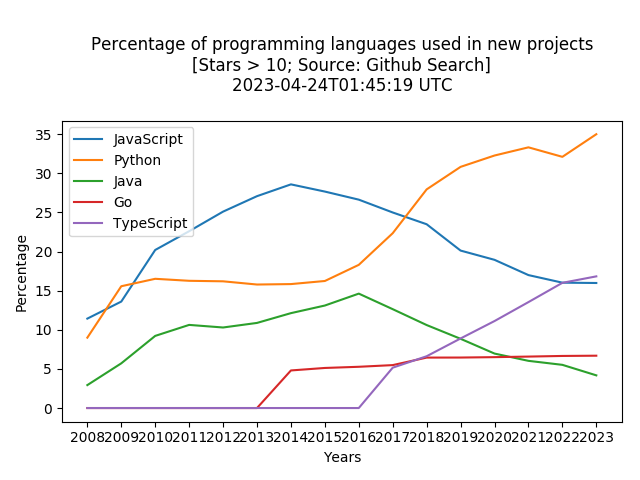 Percentage of programming languages used in new projects
[Stars > 10; Source: Github Search]
2023-04-24T01:45:19 UTC
JavaScript
Python
Java
Go
TypeScript
Percentage
35
30
25
20
15
10
5
0
2008 2009 2010 2011 2012 2013 2014 2015 2016 2017 2018 2019 2020 2021 2022 2023
Years